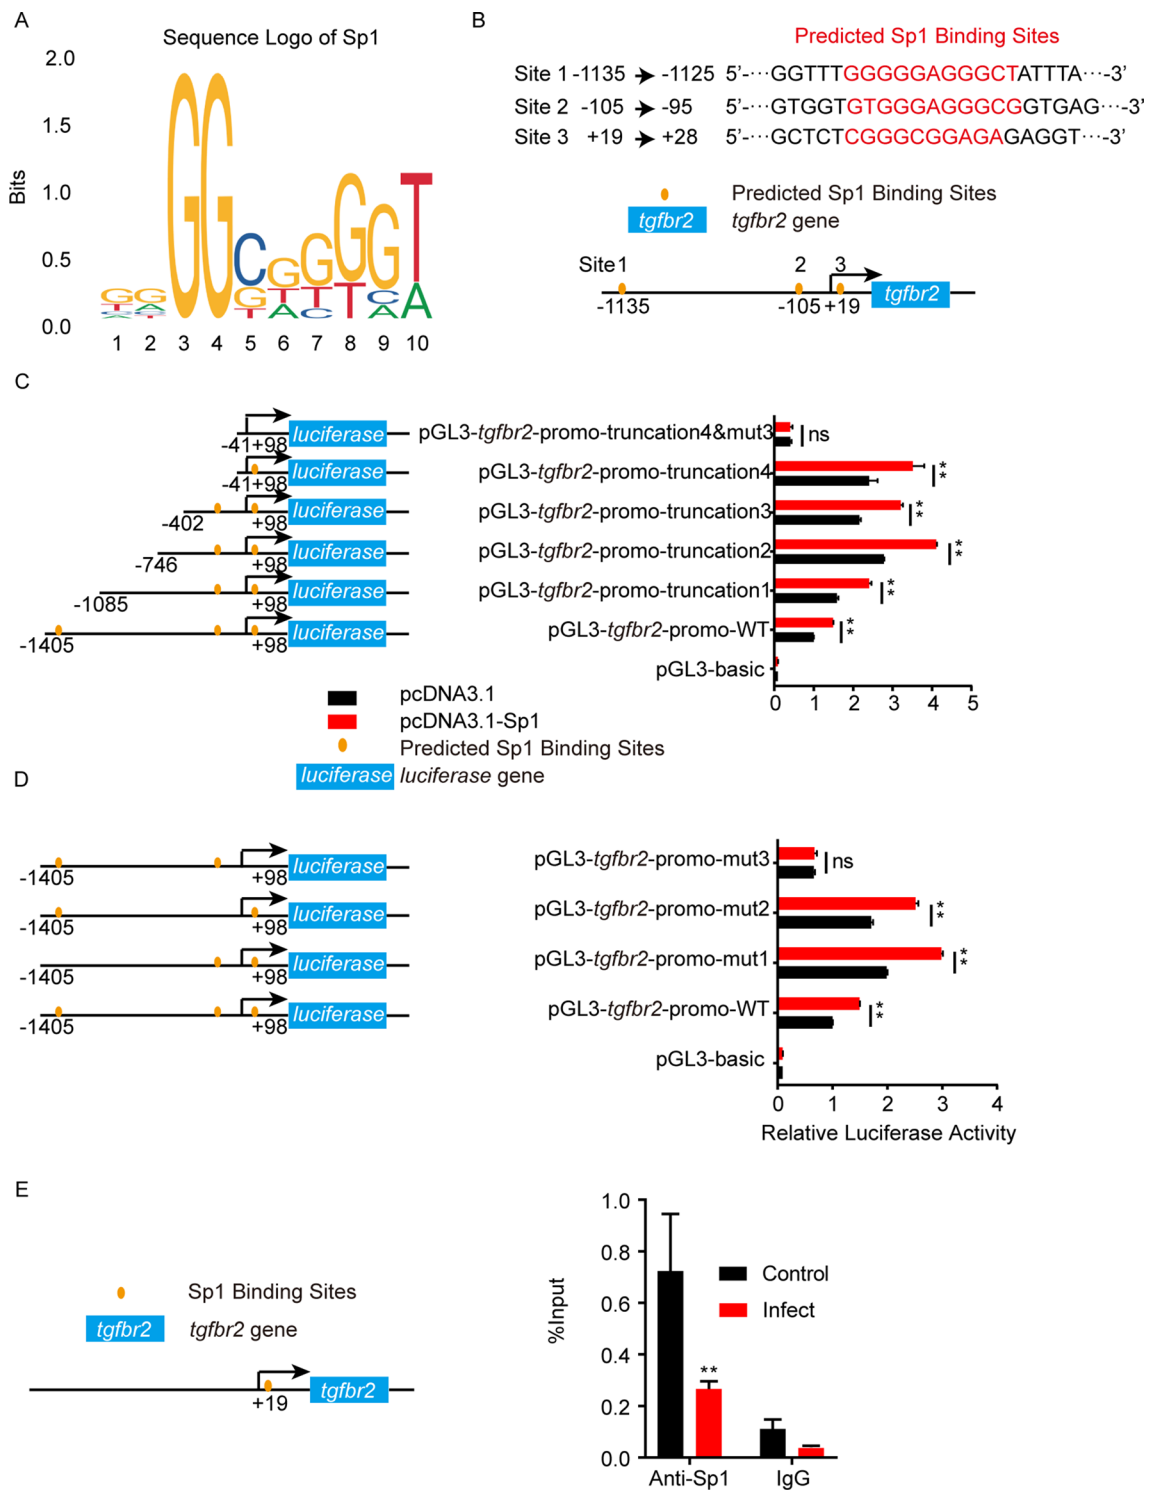 A
Sequence Logo of Sp1
Bits
2.0
1.5
1.0
0.5
0.0
1 2 3 4 5 6 7 8 9 10
B
Predicted Sp1 Binding Sites
Site 1 -1135 → -1125 5’-···GGTTTGGGGGAGGGCTATTTA···-3’
Site 2 -105 → -95 5’-···GTGGTGTGGGAGGGCGGTGAG···-3’
Site 3 +19 → +28 5’-···GCTCTCGGGCGGAGAGAGGT···-3’
Predicted Sp1 Binding Sites
tgfbr2 tgfbr2 gene
Site1 2 3
-1135 -105 +19 tgfbr2
C
-41 +98 luciferase pGL3-tgfbr2-promo-truncation4&mut3 ns
-41 +98 luciferase pGL3-tgfbr2-promo-truncation4 **
-402 +98 luciferase pGL3-tgfbr2-promo-truncation3 **
-746 +98 luciferase pGL3-tgfbr2-promo-truncation2 **
-1085 +98 luciferase pGL3-tgfbr2-promo-truncation1 **
-1405 +98 luciferase pGL3-tgfbr2-promo-WT **
pGL3-basic
0 1 2 3 4 5
pcDNA3.1
pcDNA3.1-Sp1
Predicted Sp1 Binding Sites
luciferase luciferase gene
D
-1405 +98 luciferase pGL3-tgfbr2-promo-mut3 ns
-1405 +98 luciferase pGL3-tgfbr2-promo-mut2 **
-1405 +98 luciferase pGL3-tgfbr2-promo-mut1 **
-1405 +98 luciferase pGL3-tgfbr2-promo-WT **
pGL3-basic
0 1 2 3 4
Relative Luciferase Activity
E
Sp1 Binding Sites
tgfbr2 tgfbr2 gene
+19 tgfbr2
%Input
1.0
0.8
0.6
0.4
0.2
0.0
Control
Infect
**
Anti-Sp1 IgG